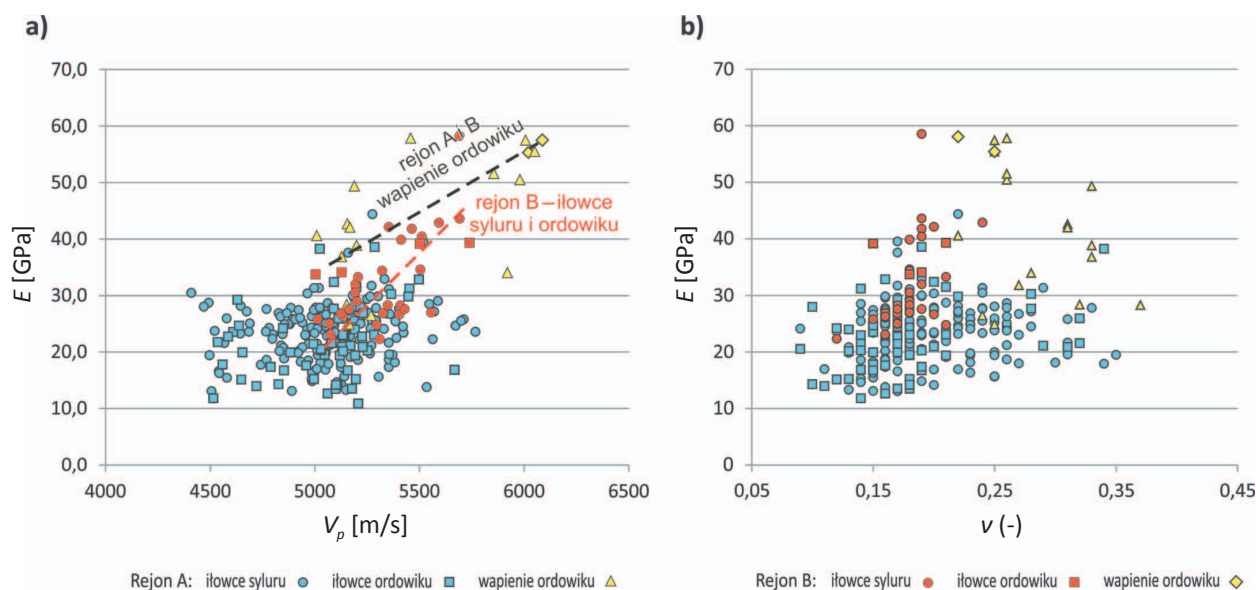 a)
70,0
60,0
50,0
40,0
30,0
20,0
10,0
0,0
E [GPa]
4000 4500 5000 5500 6000 6500
Vp [m/s]
rejon A i B
wapienie ordowiku
rejon B – iłowce
syluru i ordowiku
b)
70
60
50
40
30
20
10
0
E [GPa]
0,05 0,15 0,25 0,35 0,45
ν (-)
Rejon A: iłowce syluru iłowce ordowiku wapienie ordowiku
Rejon B: iłowce syluru iłowce ordowiku wapienie ordowiku